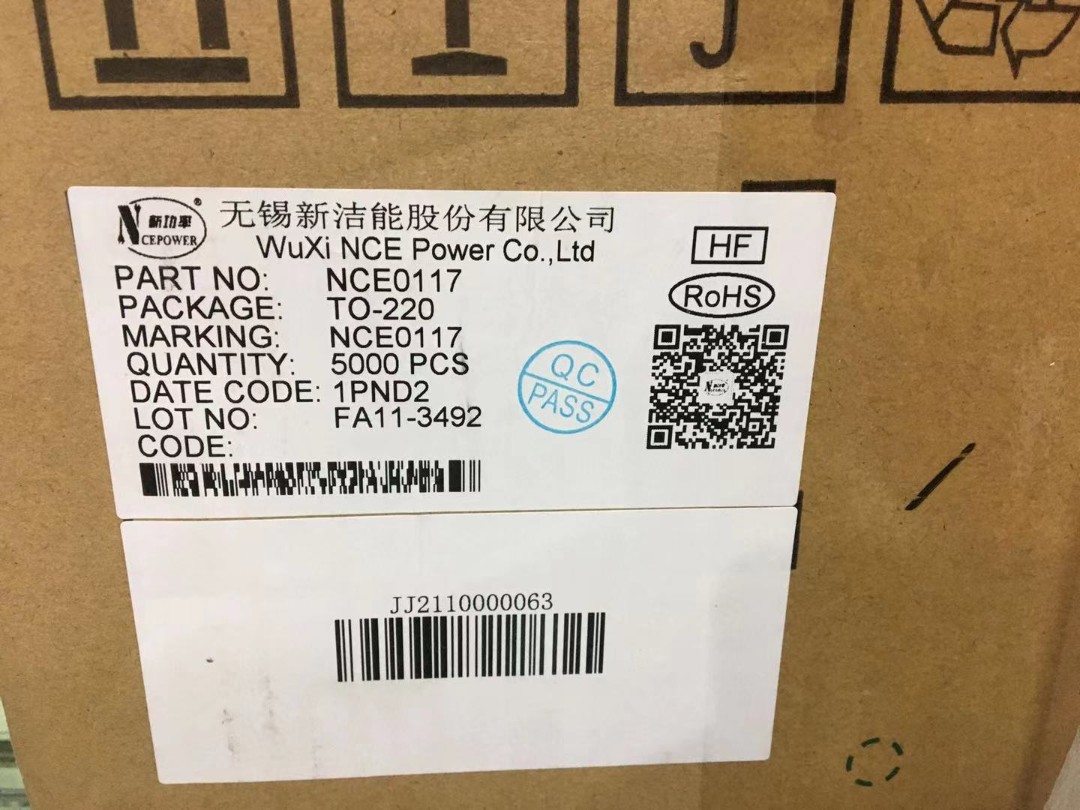 新功率
NCEPOWER
®
无锡新洁能股份有限公司
WuXi NCE Power Co.,Ltd
HF
RoHS
PART NO: NCE0117
PACKAGE: TO-220
MARKING: NCE0117
QUANTITY: 5000 PCS
DATE CODE: 1PND2
LOT NO: FA11-3492
CODE:
QC
PASS
JJ2110000063